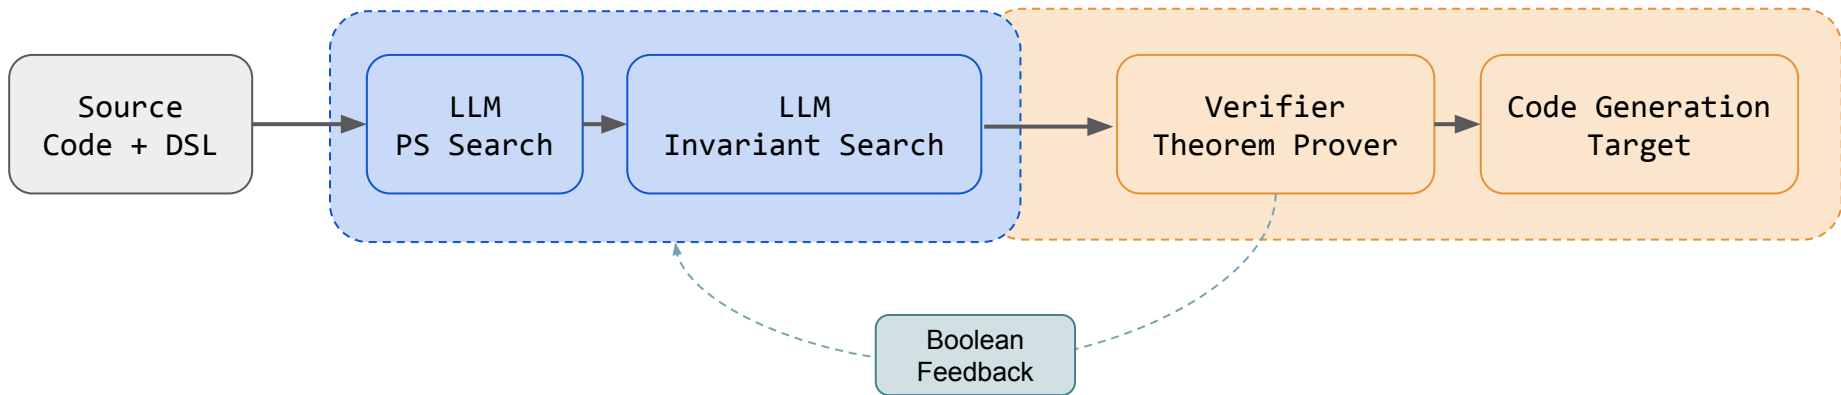 Source
Code + DSL
LLM
PS Search
LLM
Invariant Search
Verifier
Theorem Prover
Code Generation
Target
Boolean
Feedback